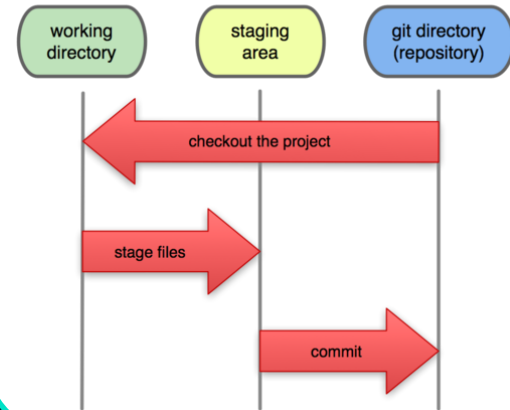 working
directory
staging
area
git directory
(repository)
checkout the project
stage files
commit